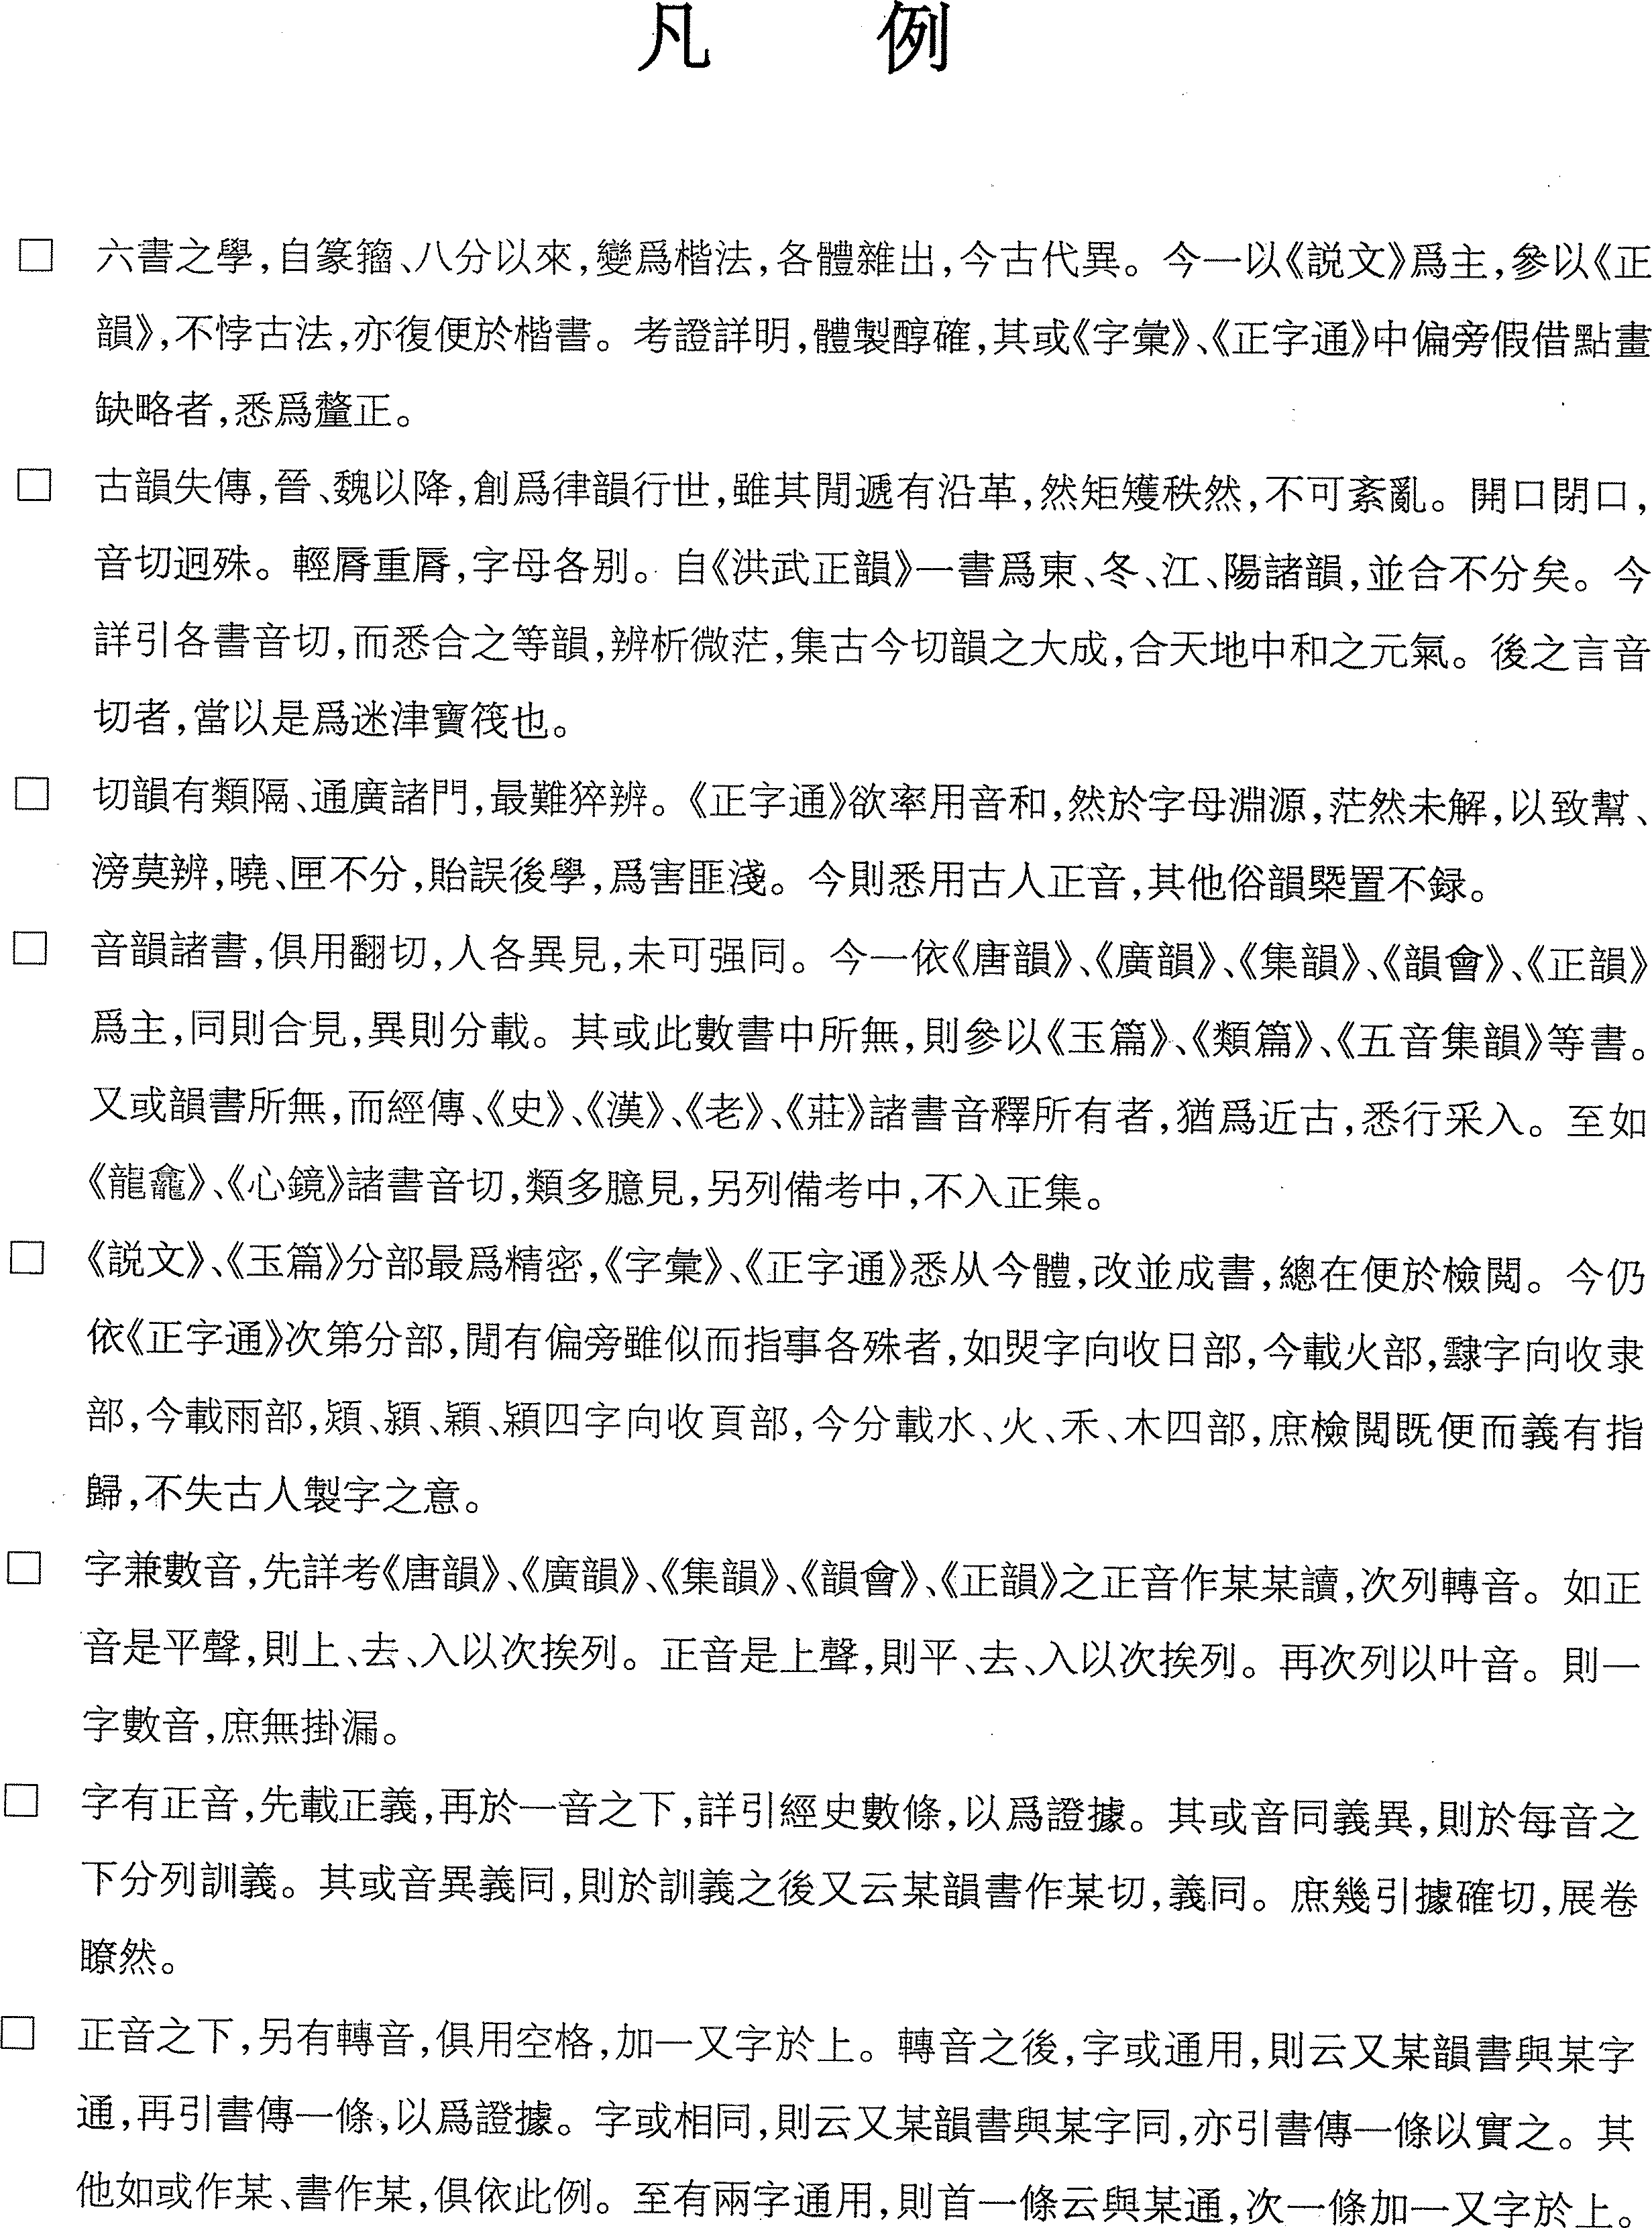 凡　例
□　六書之學,自篆籀、八分以來,變爲楷法,各體雜出,今古代異。今一以《説文》爲主,參以《正
韻》,不悖古法,亦復便於楷書。考證詳明,體製醇確,其或《字彙》、《正字通》中偏旁假借點畫
缺略者,悉爲釐正。
□　古韻失傳,晉、魏以降,創爲律韻行世,雖其閒遞有沿革,然矩矱秩然,不可紊亂。開口閉口,
音切迥殊。輕脣重脣,字母各别。自《洪武正韻》一書爲東、冬、江、陽諸韻,並合不分矣。今
詳引各書音切,而悉合之等韻,辨析微茫,集古今切韻之大成,合天地中和之元氣。後之言音
切者,當以是爲迷津寶筏也。
□　切韻有類隔、通廣諸門,最難猝辨。《正字通》欲率用音和,然於字母淵源,茫然未解,以致幫、
滂莫辨,曉、匣不分,貽誤後學,爲害匪淺。今則悉用古人正音,其他俗韻槩置不録。
□　音韻諸書,俱用翻切,人各異見,未可强同。今一依《唐韻》、《廣韻》、《集韻》、《韻會》、《正韻》
爲主,同則合見,異則分載。其或此數書中所無,則參以《玉篇》、《類篇》、《五音集韻》等書。
又或韻書所無,而經傳、《史》、《漢》、《老》、《莊》諸書音釋所有者,猶爲近古,悉行采入。至如
《龍龕》、《心鏡》諸書音切,類多臆見,另列備考中,不入正集。
□　《説文》、《玉篇》分部最爲精密,《字彙》、《正字通》悉从今體,改並成書,總在便於檢閲。今仍
依《正字通》次第分部,閒有偏旁雖似而指事各殊者,如煛字向收日部,今載火部,隸字向收隶
部,今載雨部,熲、潁、穎、颖四字向收頁部,今分載水、火、禾、木四部,庶檢閲既便而義有指
歸,不失古人製字之意。
□　字兼數音,先詳考《唐韻》、《廣韻》、《集韻》、《韻會》、《正韻》之正音作某某讀,次列轉音。如正
音是平聲,則上、去、入以次挨列。正音是上聲,則平、去、入以次挨列。再次列以叶音。則一
字數音,庶無掛漏。
□　字有正音,先載正義,再於一音之下,詳引經史數條,以爲證據。其或音同義異,則於每音之
下分列訓義。其或音異義同,則於訓義之後又云某韻書作某切,義同。庶幾引據確切,展卷
瞭然。
□　正音之下,另有轉音,俱用空格,加一又字於上。轉音之後,字或通用,則云又某韻書與某字
通,再引書傳一條,以爲證據。字或相同,則云又某韻書與某字同,亦引書傳一條以實之。其
他如或作某、書作某,俱依此例。至有兩字通用,則首一條云與某通,次一條加一又字於上。